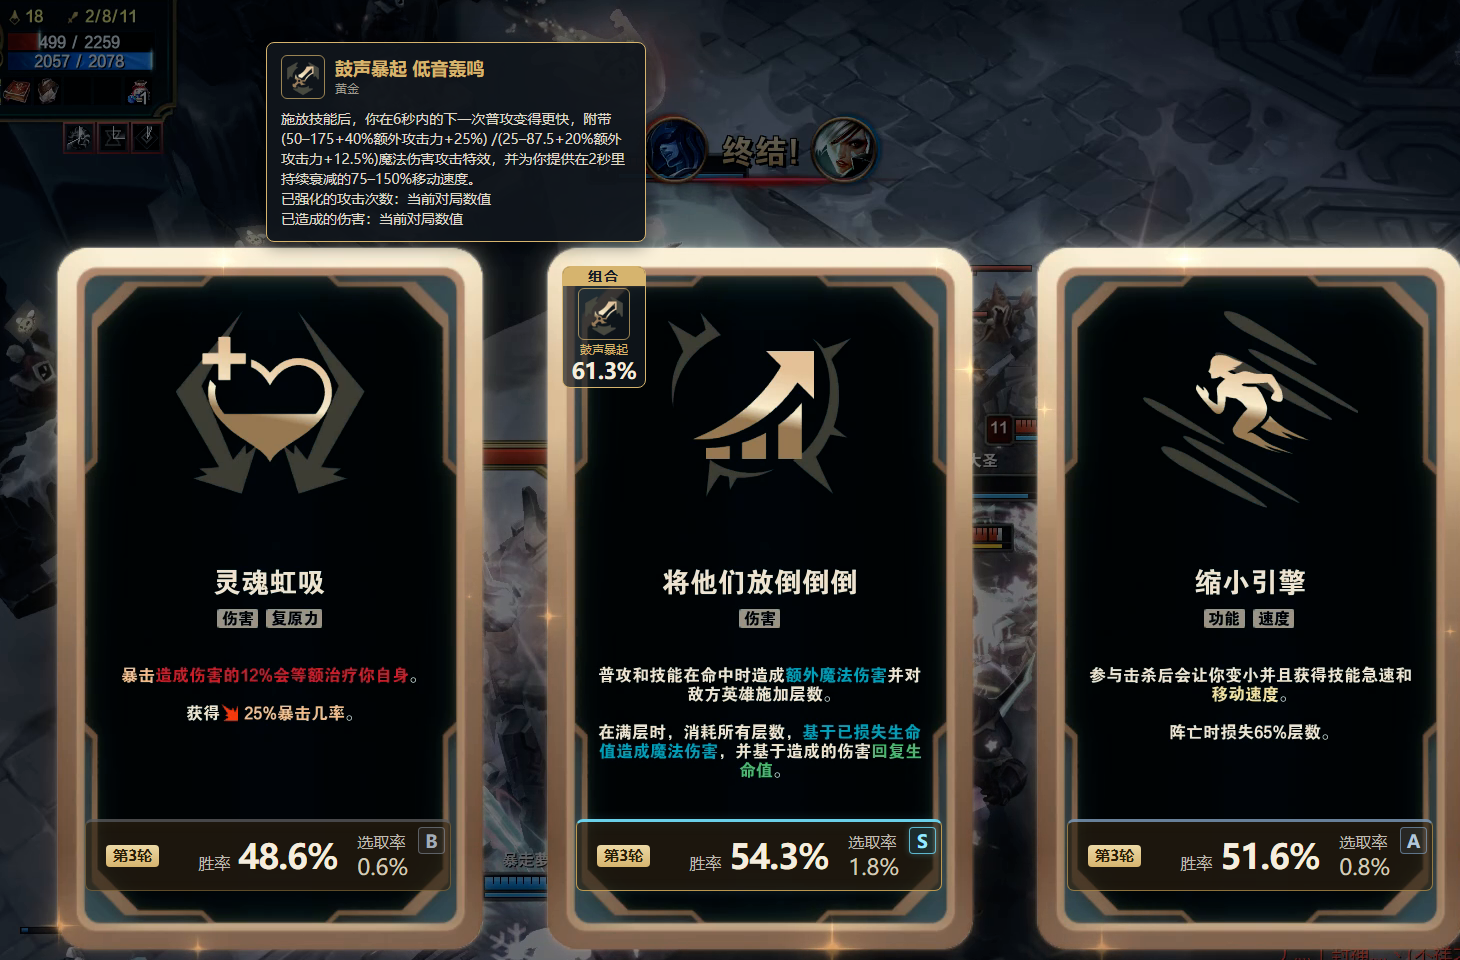 18 2/8/11
499 / 2259
2057 / 2078
-1
鼓声暴起 低音轰鸣
黄金
施放技能后，你在6秒内的下一次普攻变得更快，附带
(50–175+40%额外攻击力+25%) /(25–87.5+20%额外
攻击力+12.5%)魔法伤害攻击特效，并为你提供在2秒里
持续衰减的75–150%移动速度。
已强化的攻击次数：当前对局数值
已造成的伤害：当前对局数值
终结!
灵魂虹吸
伤害 复原力
暴击造成伤害的12%会等额治疗你自身。
获得 25%暴击几率。
第3轮 胜率 48.6% 选取率 0.6% B
组合
鼓声暴起
61.3%
将他们放倒倒倒
伤害
普攻和技能在命中时造成额外魔法伤害并对
敌方英雄施加层数。
在满层时，消耗所有层数，基于已损失生命
值造成魔法伤害，并基于造成的伤害回复生
命值。
第3轮 胜率 54.3% 选取率 1.8% S
11
大圣
缩小引擎
功能 速度
参与击杀后会让你变小并且获得技能急速和
移动速度。
阵亡时损失65%层数。
第3轮 胜率 51.6% 选取率 0.8% A
暴走萝